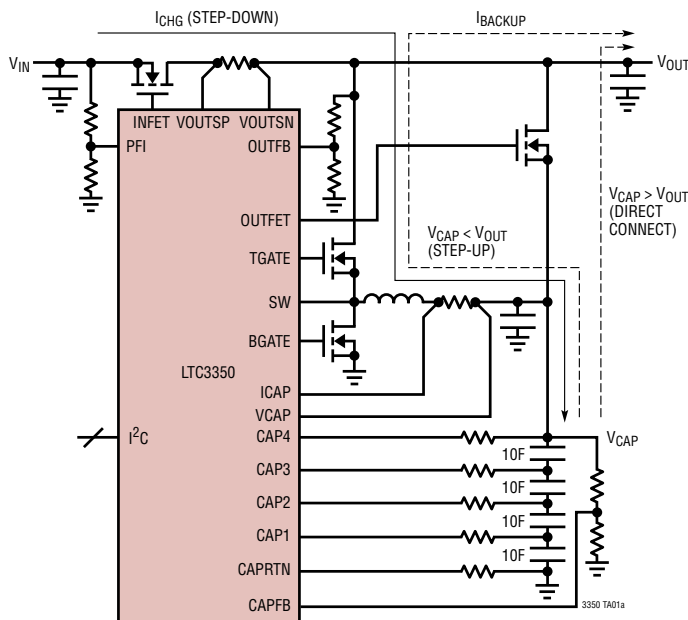 I_CHG (STEP-DOWN)
I_BACKUP
V_IN
V_OUT
INFET
VOUTSP
VOUTSN
PFI
OUTFB
OUTFET
V_CAP > V_OUT
(DIRECT
CONNECT)
V_CAP < V_OUT
(STEP-UP)
TGATE
SW
BGATE
LTC3350
ICAP
VCAP
I²C
CAP4
V_CAP
10F
CAP3
10F
CAP2
10F
CAP1
10F
CAPRTN
CAPFB
3350 TA01a